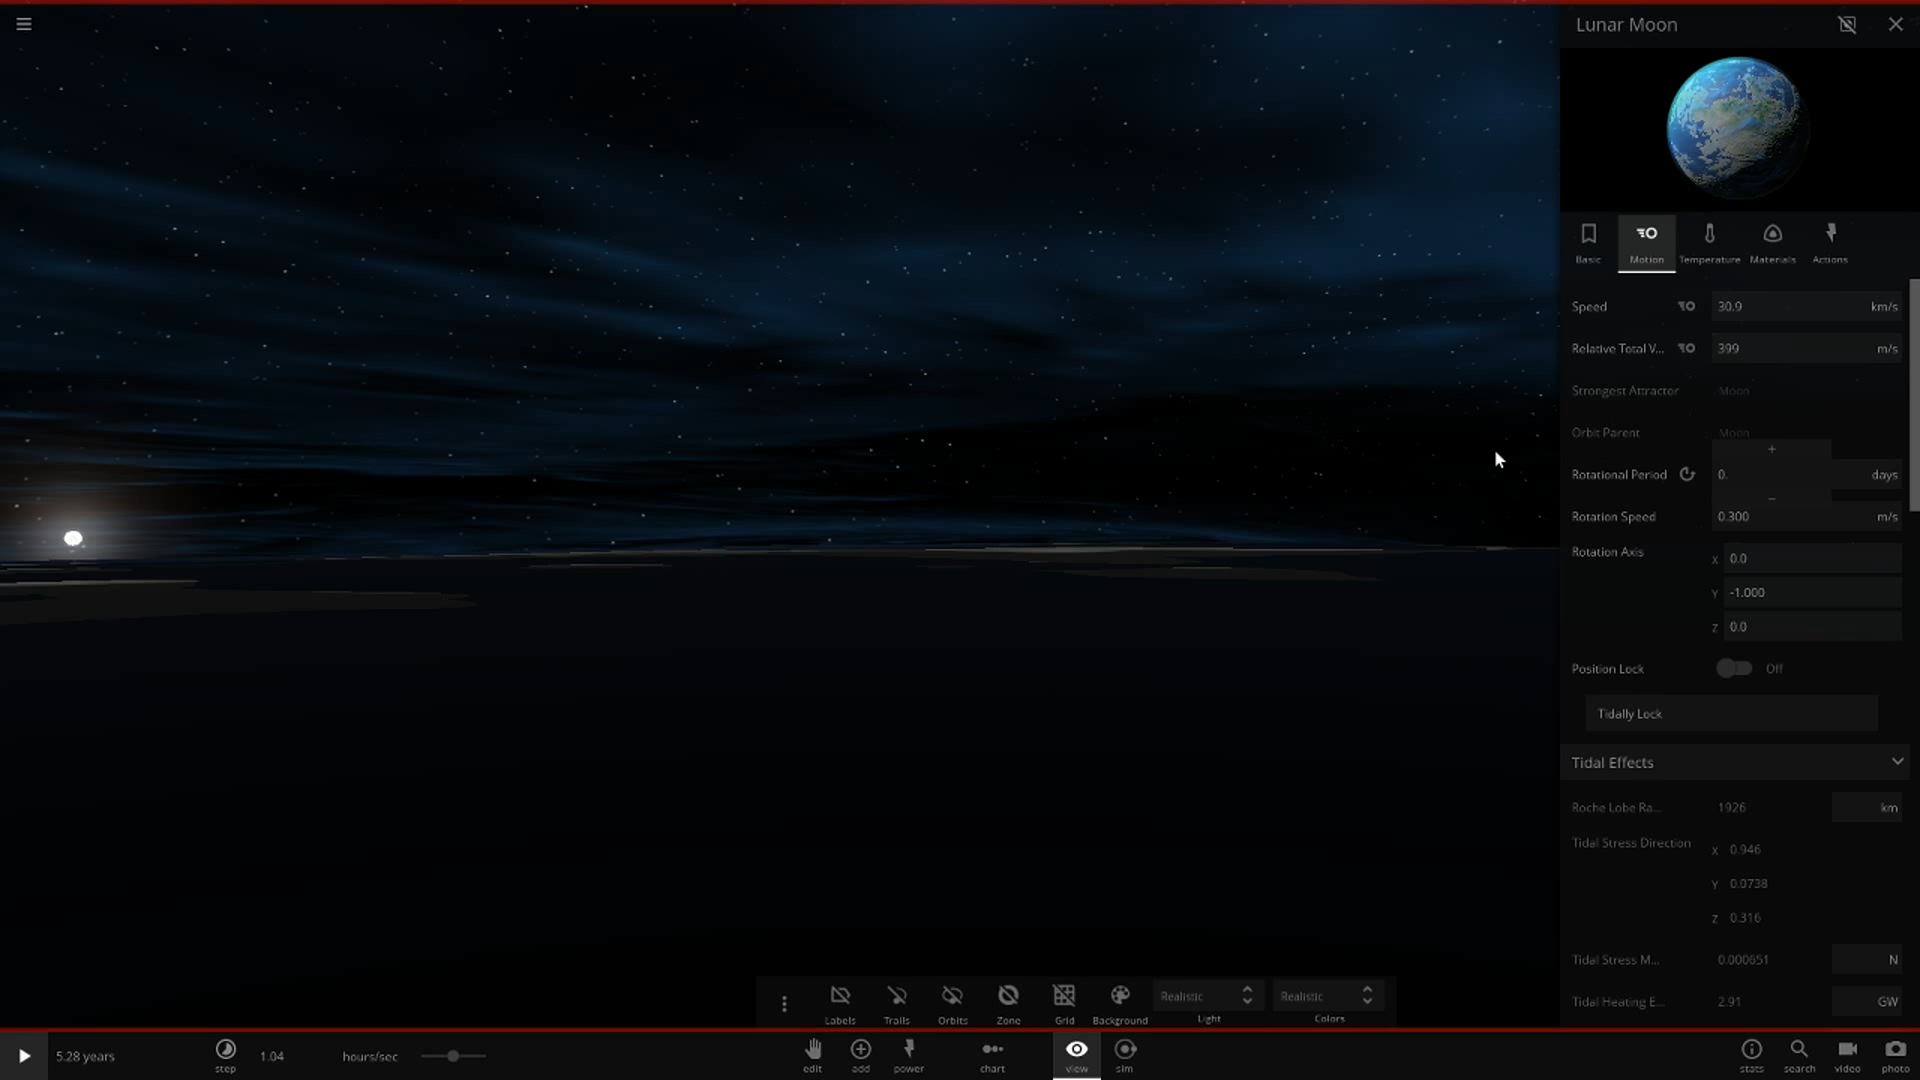 Lunar Moon
Basic
Motion
Temperature
Materials
Actions
Speed 30.9 km/s
Relative Total V... 399 m/s
Strongest Attractor Moon
Orbit Parent Moon
+
Rotational Period 0. days
−
Rotation Speed 0.300 m/s
Rotation Axis X 0.0
Y -1.000
Z 0.0
Position Lock Off
Tidally Lock
Tidal Effects
Roche Lobe Ra... 1926 km
Tidal Stress Direction X 0.946
Y 0.0738
Z 0.316
Tidal Stress M... 0.000651 N
Tidal Heating E... 2.91 GW
Labels
Trails
Orbits
Zone
Grid
Background
Realistic
Light
Realistic
Colors
5.28 years
step
1.04 hours/sec
edit
add
power
chart
view
sim
stats
search
video
photo